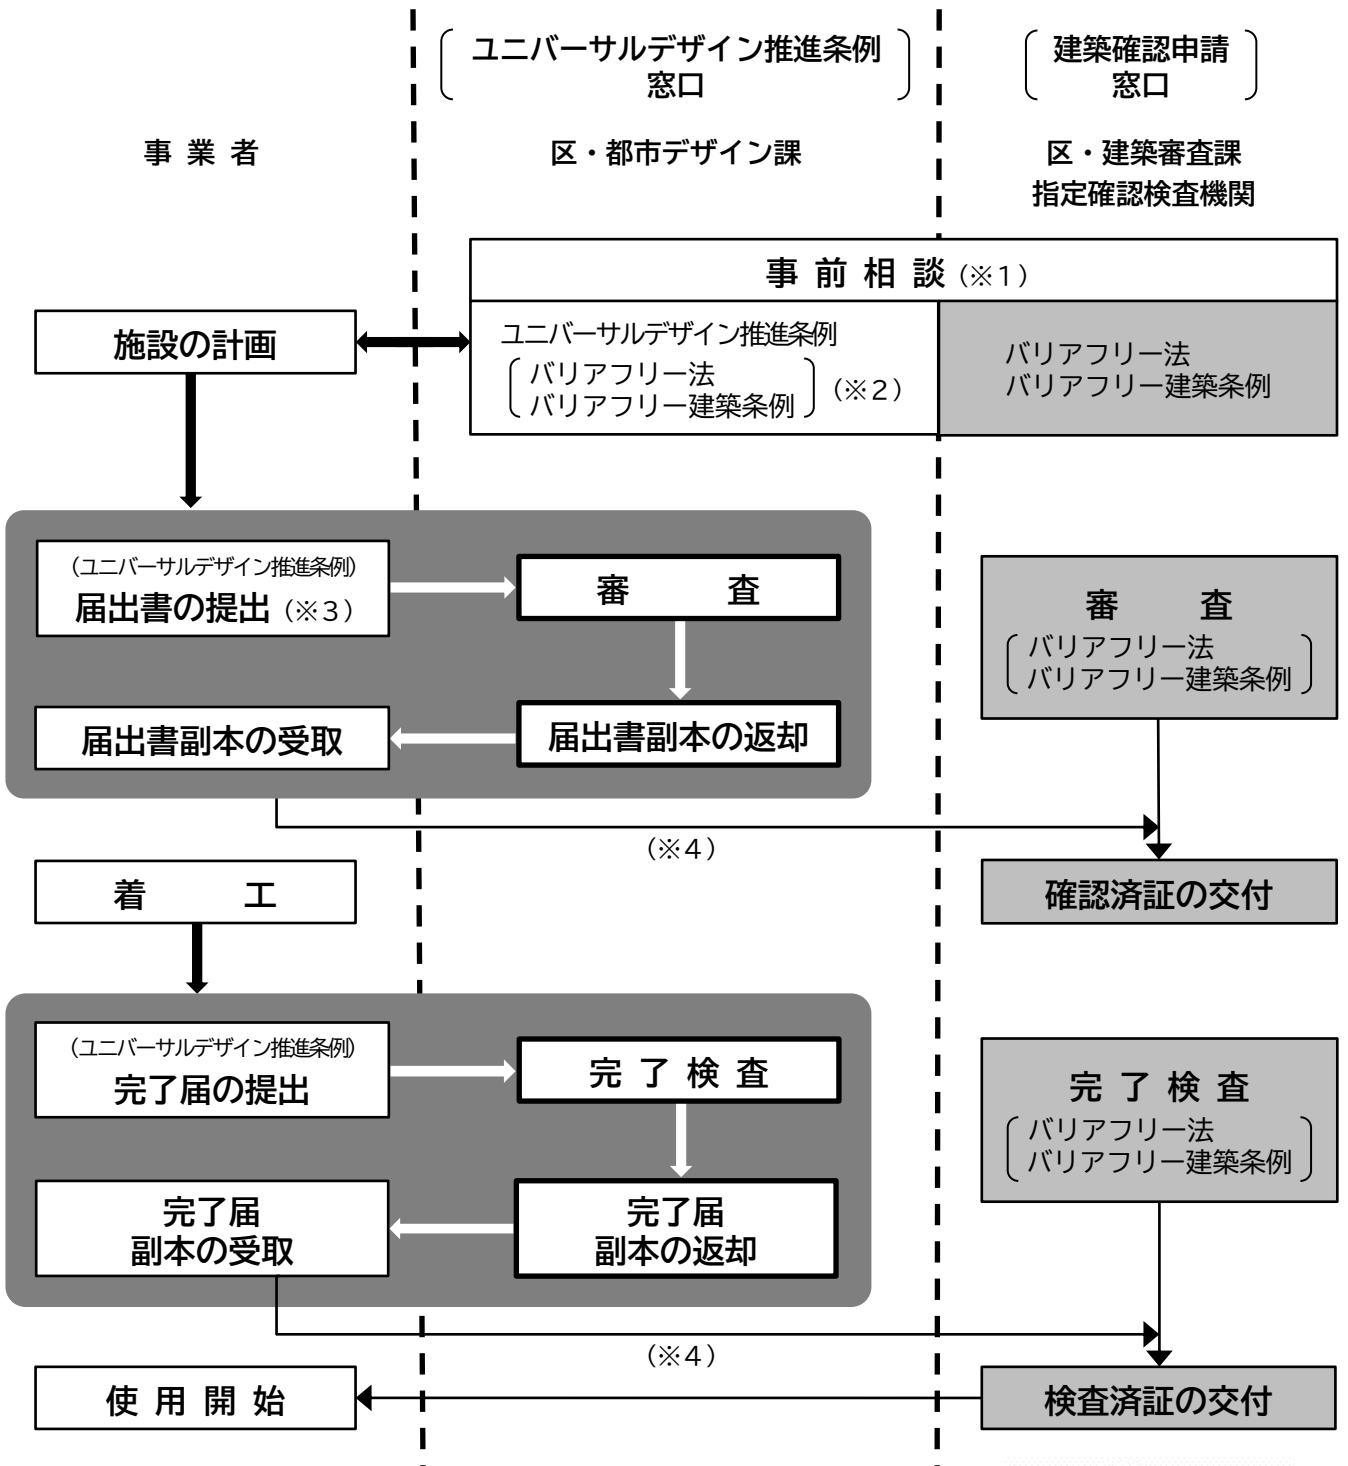 ユニバーサルデザイン推進条例
窓口
建築確認申請
窓口
事業者
区・都市デザイン課
区・建築審査課
指定確認検査機関
事前相談（※１）
施設の計画
ユニバーサルデザイン推進条例
バリアフリー法
バリアフリー建築条例
（※２）
バリアフリー法
バリアフリー建築条例
（ユニバーサルデザイン推進条例）
届出書の提出（※３）
審　査
審　査
バリアフリー法
バリアフリー建築条例
届出書副本の受取
届出書副本の返却
（※４）
着　工
確認済証の交付
（ユニバーサルデザイン推進条例）
完了届の提出
完了検査
完了検査
バリアフリー法
バリアフリー建築条例
完了届
副本の受取
完了届
副本の返却
（※４）
使用開始
検査済証の交付